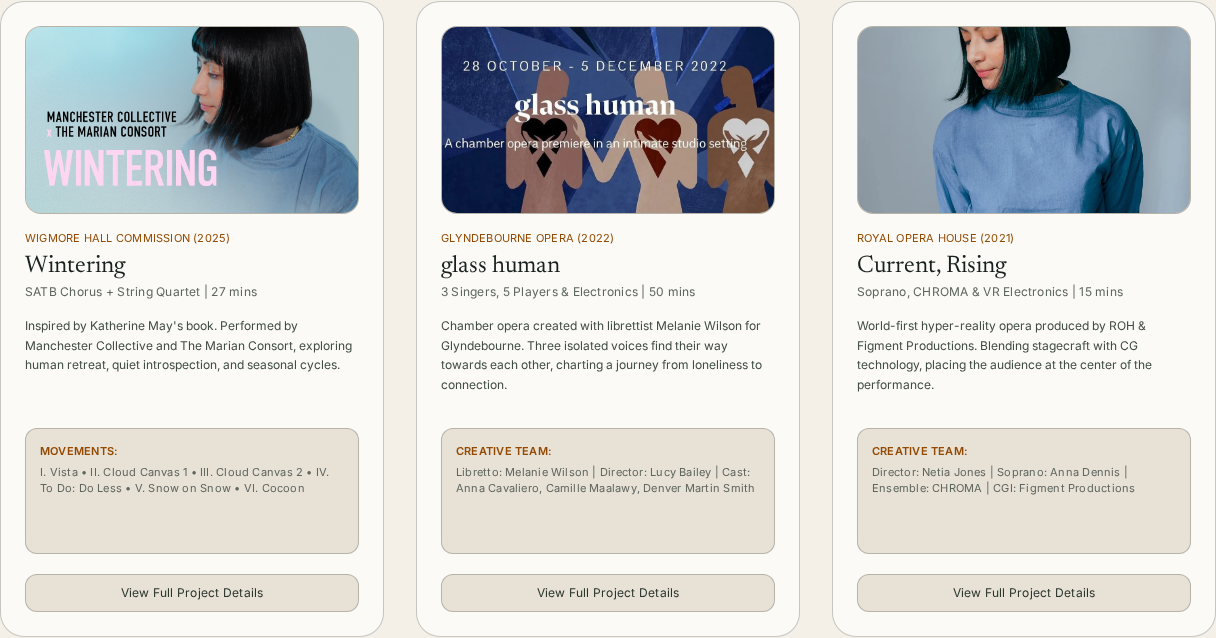 MANCHESTER COLLECTIVE
x THE MARIAN CONSORT
WINTERING
WIGMORE HALL COMMISSION (2025)
Wintering
SATB Chorus + String Quartet | 27 mins
Inspired by Katherine May's book. Performed by
Manchester Collective and The Marian Consort, exploring
human retreat, quiet introspection, and seasonal cycles.
MOVEMENTS:
I. Vista • II. Cloud Canvas 1 • III. Cloud Canvas 2 • IV.
To Do: Do Less • V. Snow on Snow • VI. Cocoon
View Full Project Details
28 OCTOBER - 5 DECEMBER 2022
glass human
A chamber opera premiere in an intimate studio setting
GLYNDEBOURNE OPERA (2022)
glass human
3 Singers, 5 Players & Electronics | 50 mins
Chamber opera created with librettist Melanie Wilson for
Glyndebourne. Three isolated voices find their way
towards each other, charting a journey from loneliness to
connection.
CREATIVE TEAM:
Libretto: Melanie Wilson | Director: Lucy Bailey | Cast:
Anna Cavaliero, Camille Maalawy, Denver Martin Smith
View Full Project Details
ROYAL OPERA HOUSE (2021)
Current, Rising
Soprano, CHROMA & VR Electronics | 15 mins
World-first hyper-reality opera produced by ROH &
Figment Productions. Blending stagecraft with CG
technology, placing the audience at the center of the
performance.
CREATIVE TEAM:
Director: Netia Jones | Soprano: Anna Dennis |
Ensemble: CHROMA | CGI: Figment Productions
View Full Project Details